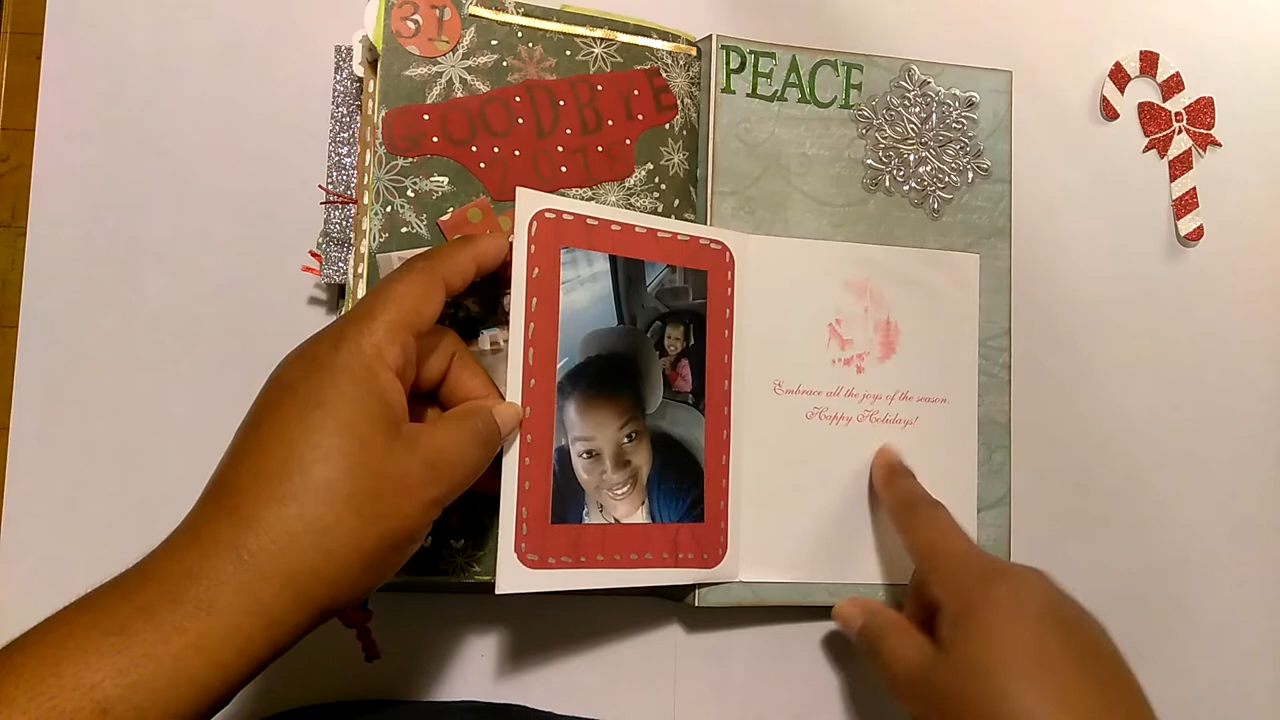 31
GOODBYE
2018
PEACE
Embrace all the joys of the season.
Happy Holidays!